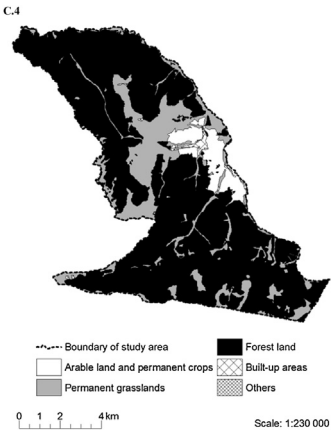 C.4
Boundary of study area
Forest land
Arable land and permanent crops
Built-up areas
Permanent grasslands
Others
0 1 2 4 km
Scale: 1:230 000